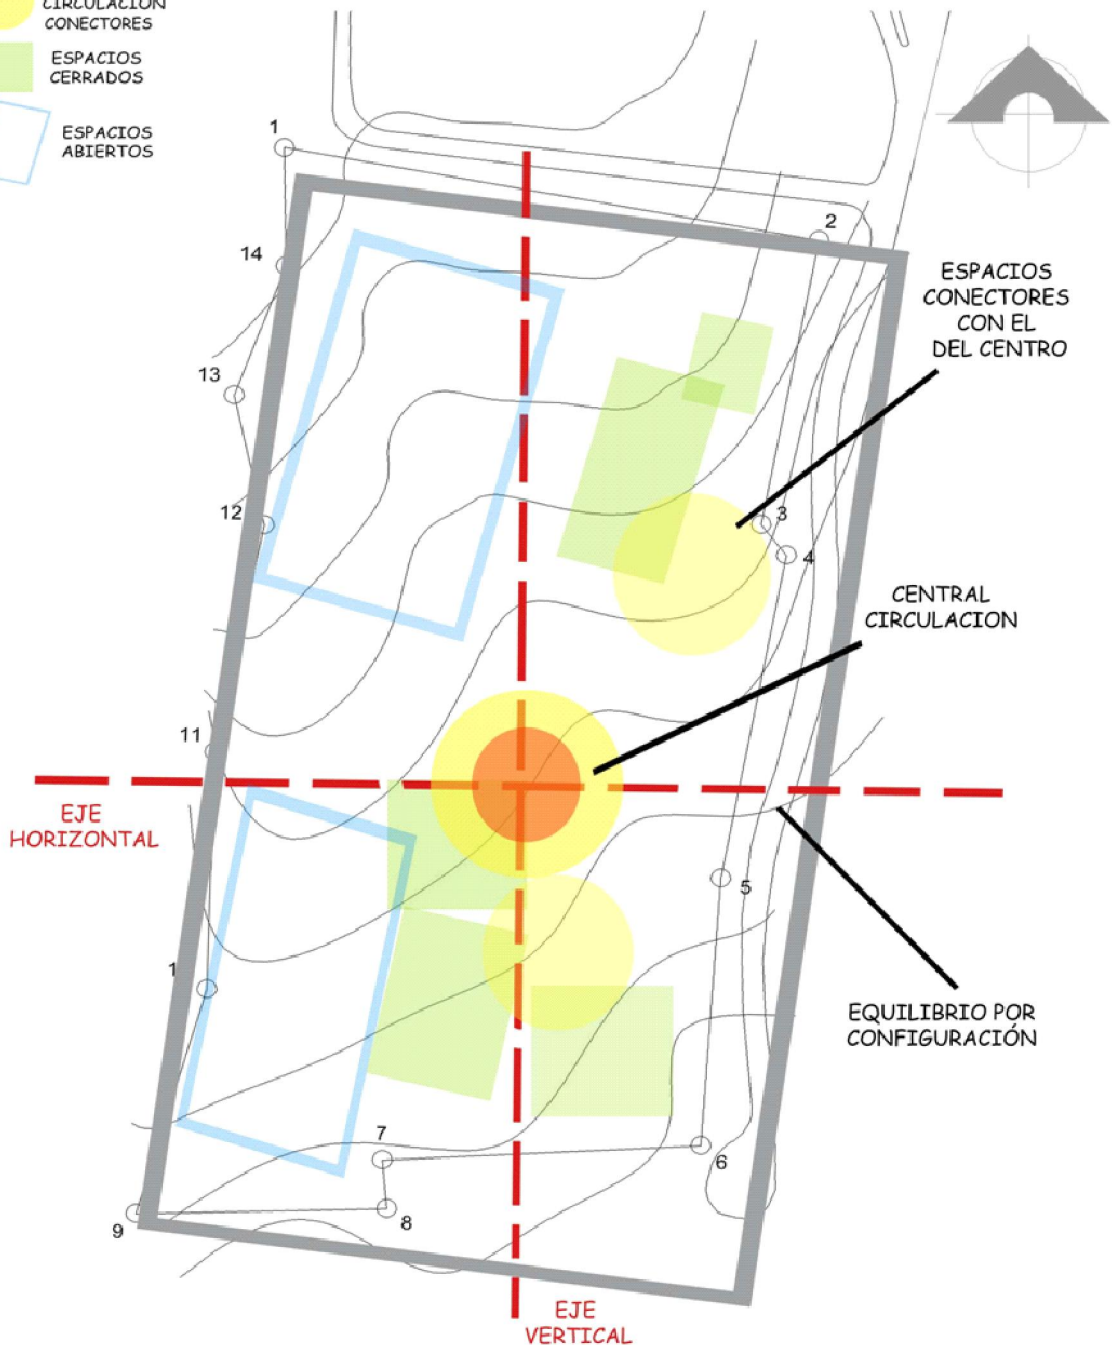 CIRCULACION
CONECTORES
ESPACIOS
CERRADOS
ESPACIOS
ABIERTOS
1
2
14
ESPACIOS
CONECTORES
CON EL
DEL CENTRO
13
12
3
4
CENTRAL
CIRCULACION
11
EJE
HORIZONTAL
5
1
EQUILIBRIO POR
CONFIGURACIÓN
7
6
8
9
EJE
VERTICAL